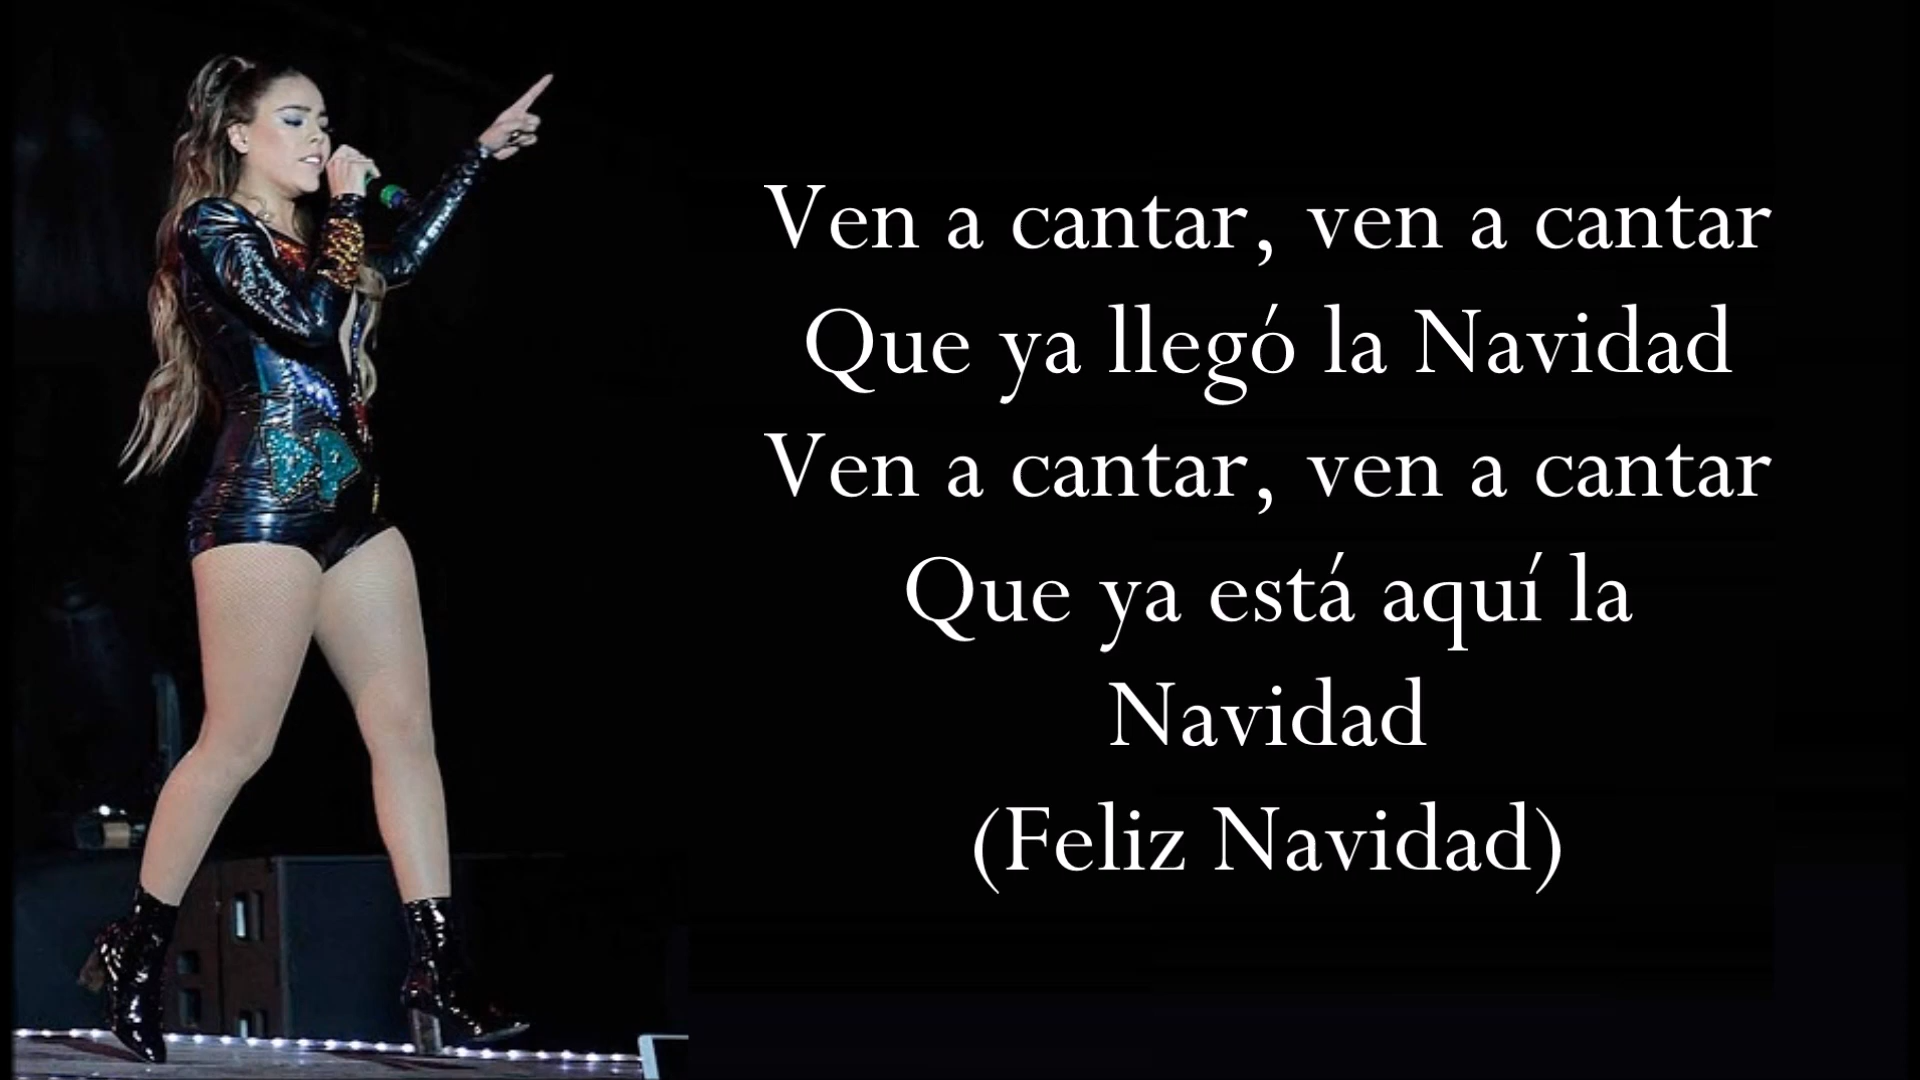 Ven a cantar, ven a cantar
Que ya llegó la Navidad
Ven a cantar, ven a cantar
Que ya está aquí la
Navidad
(Feliz Navidad)